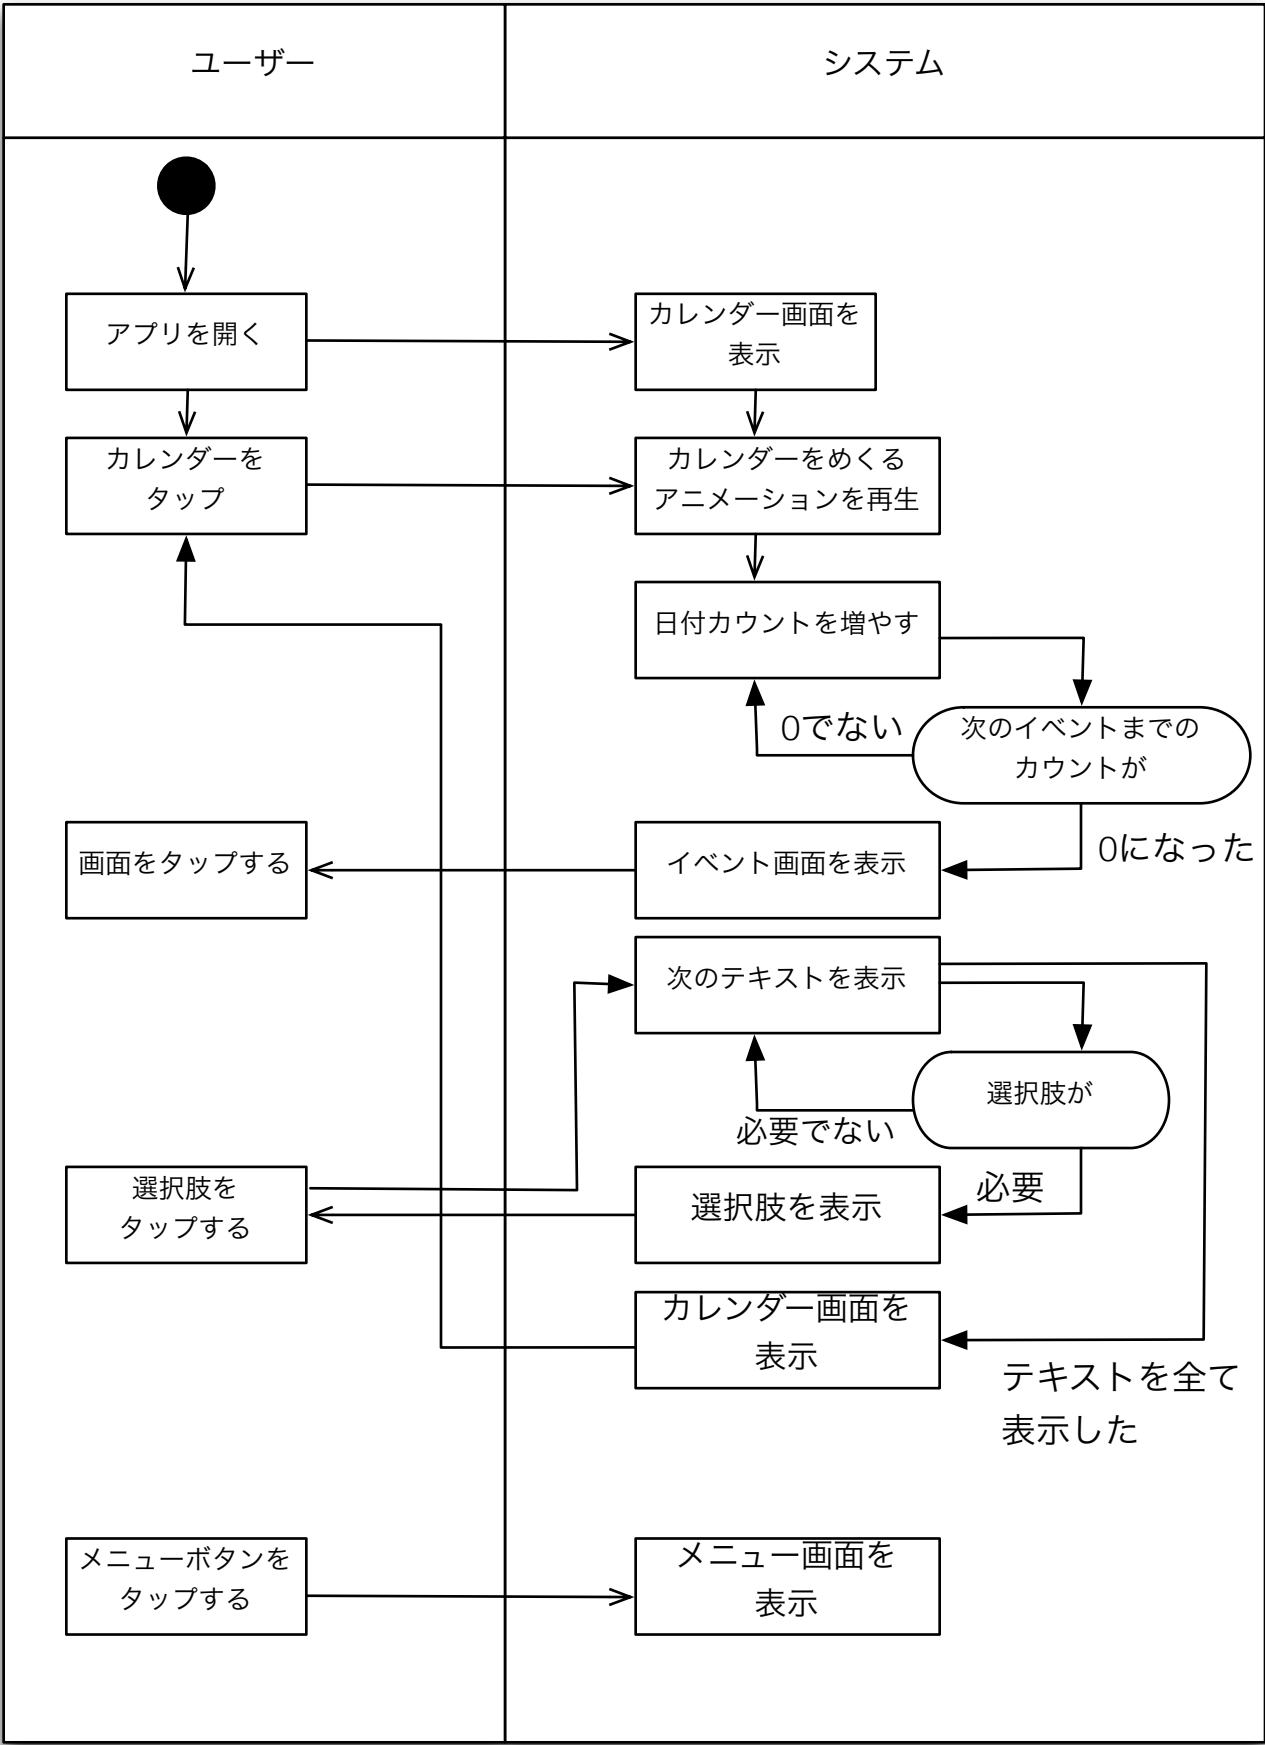 ユーザー
システム
アプリを開く
カレンダー画面を
表示
カレンダーを
タップ
カレンダーをめくる
アニメーションを再生
日付カウントを増やす
0でない
次のイベントまでの
カウントが
0になった
画面をタップする
イベント画面を表示
次のテキストを表示
選択肢が
必要でない
必要
選択肢を
タップする
選択肢を表示
カレンダー画面を
表示
テキストを全て
表示した
メニューボタンを
タップする
メニュー画面を
表示